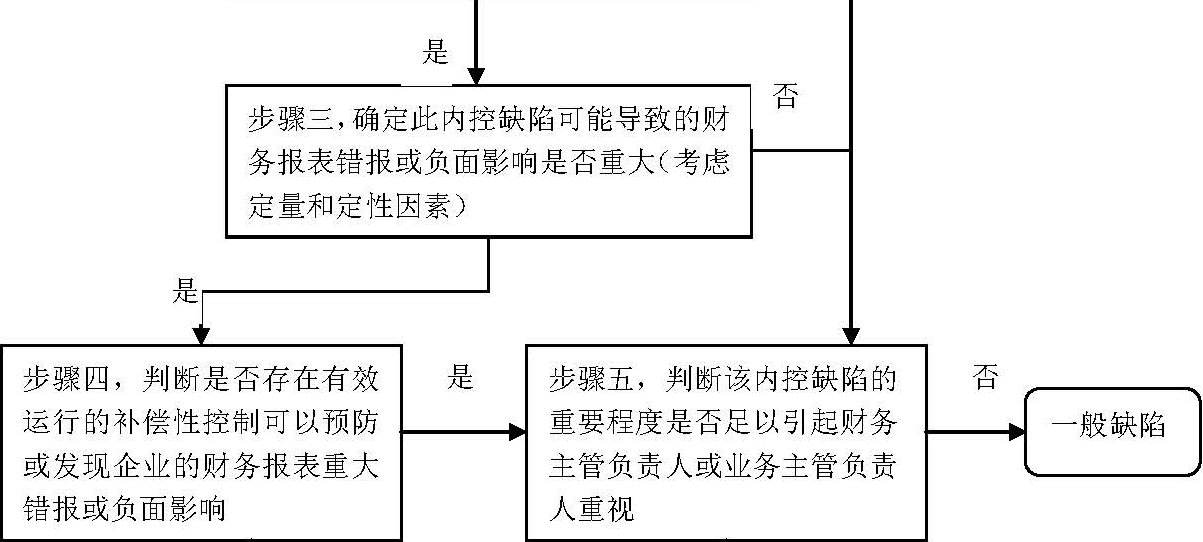 是
否
步骤三，确定此内控缺陷可能导致的财
务报表错报或负面影响是否重大（考虑
定量和定性因素）
是
步骤四，判断是否存在有效
运行的补偿性控制可以预防
或发现企业的财务报表重大
错报或负面影响
是
步骤五，判断该内控缺陷的
重要程度是否足以引起财务
主管负责人或业务主管负责
人重视
否
一般缺陷